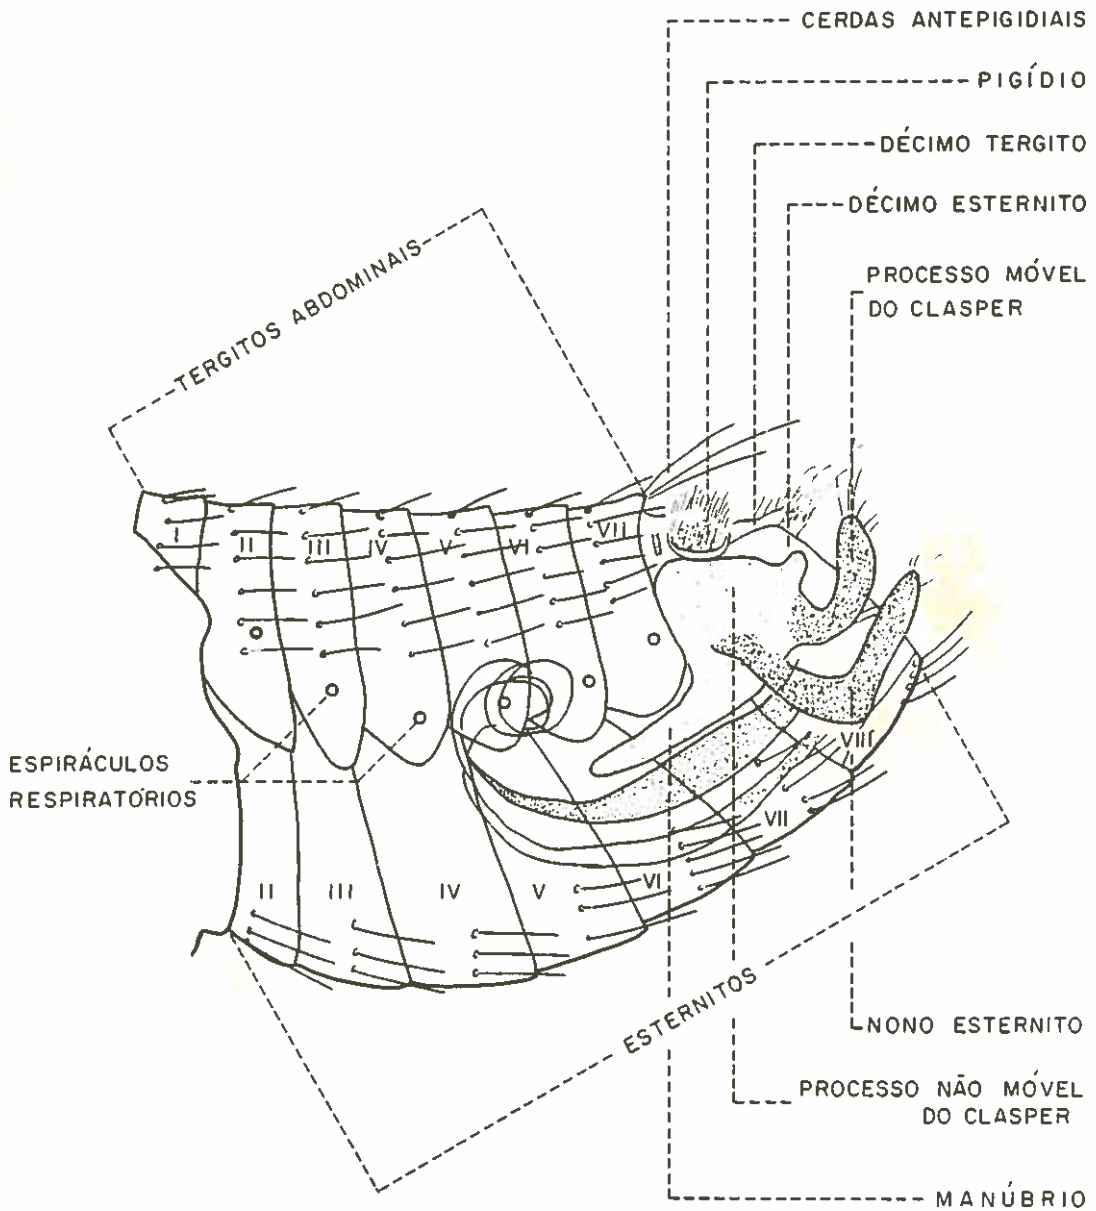 CERDAS ANTEPIGIDIAIS
PIGÍDIO
DÉCIMO TERGITO
DÉCIMO ESTERNITO
PROCESSO MÓVEL
DO CLASPER
TERGITOS ABDOMINAIS
I
II
III
IV
V
VI
VII
ESPIRÁCULOS
RESPIRATÓRIOS
VIII
VII
II
III
IV
V
VI
ESTERNITOS
NONO ESTERNITO
PROCESSO NÃO MÓVEL
DO CLASPER
MANÚBRIO